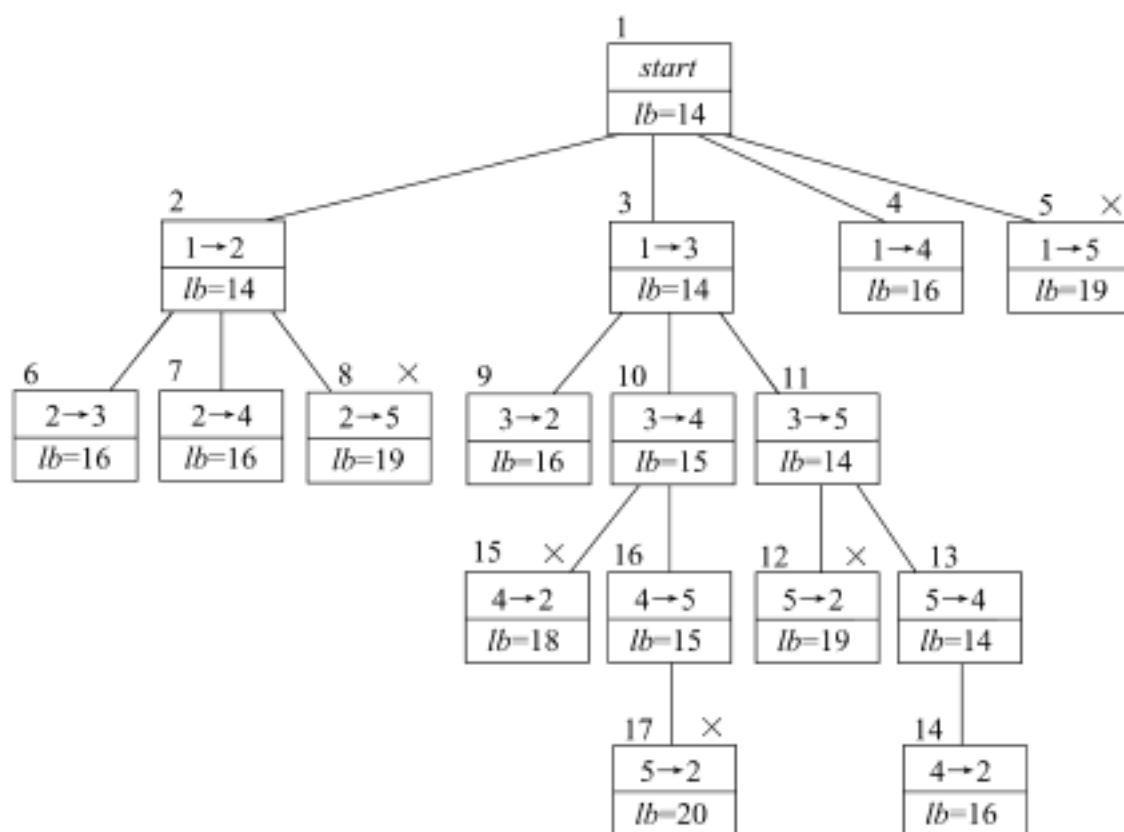 1
start
lb=14
2
3
4
5 ×
1→2
1→3
1→4
1→5
lb=14
lb=14
lb=16
lb=19
6
7
8 ×
9
10
11
2→3
2→4
2→5
3→2
3→4
3→5
lb=16
lb=16
lb=19
lb=16
lb=15
lb=14
15 ×
16
12 ×
13
4→2
4→5
5→2
5→4
lb=18
lb=15
lb=19
lb=14
17 ×
14
5→2
4→2
lb=20
lb=16